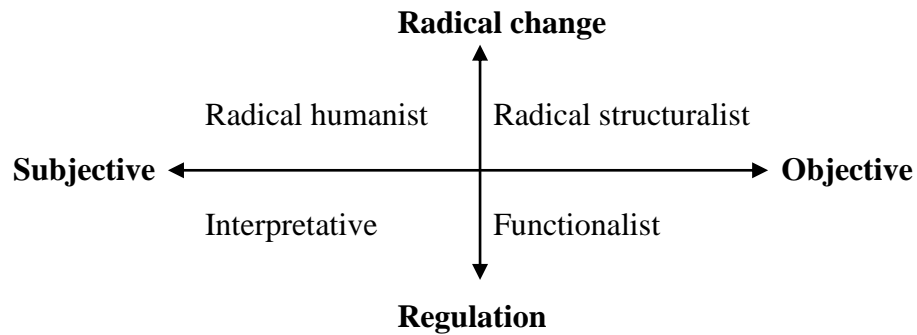 Radical change
Radical humanist
Radical structuralist
Subjective
Objective
Interpretative
Functionalist
Regulation